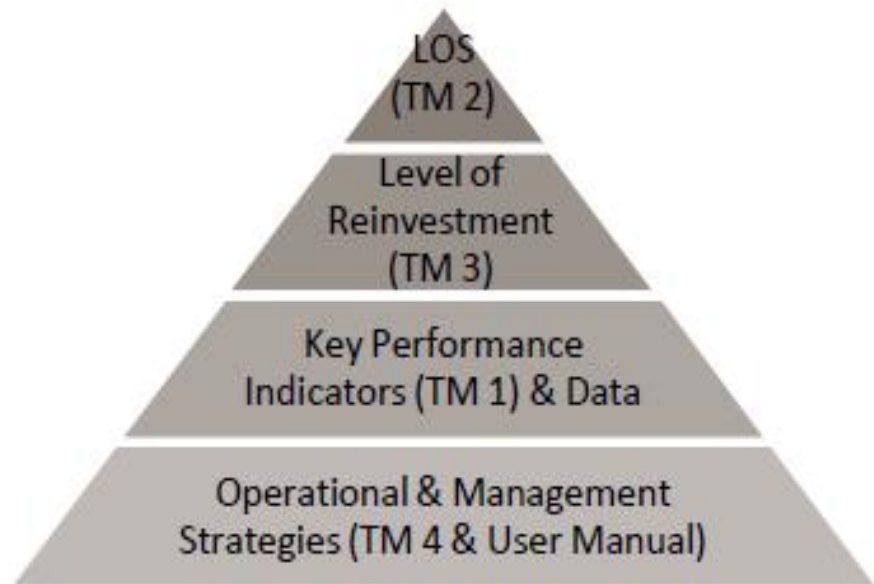 LOS
(TM 2)
Level of
Reinvestment
(TM 3)
Key Performance
Indicators (TM 1) & Data
Operational & Management
Strategies (TM 4 & User Manual)